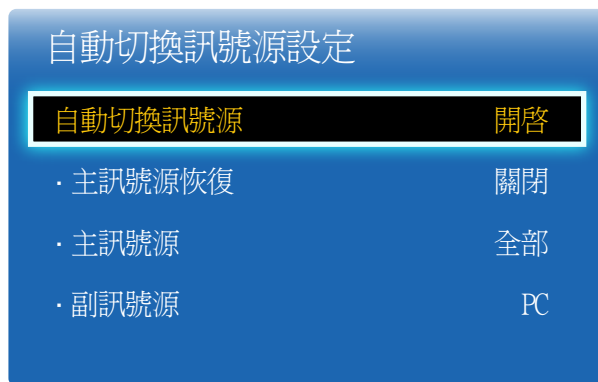 自動切換訊號源設定
自動切換訊號源 開啓
· 主訊號源恢復 關閉
· 主訊號源 全部
· 副訊號源 PC